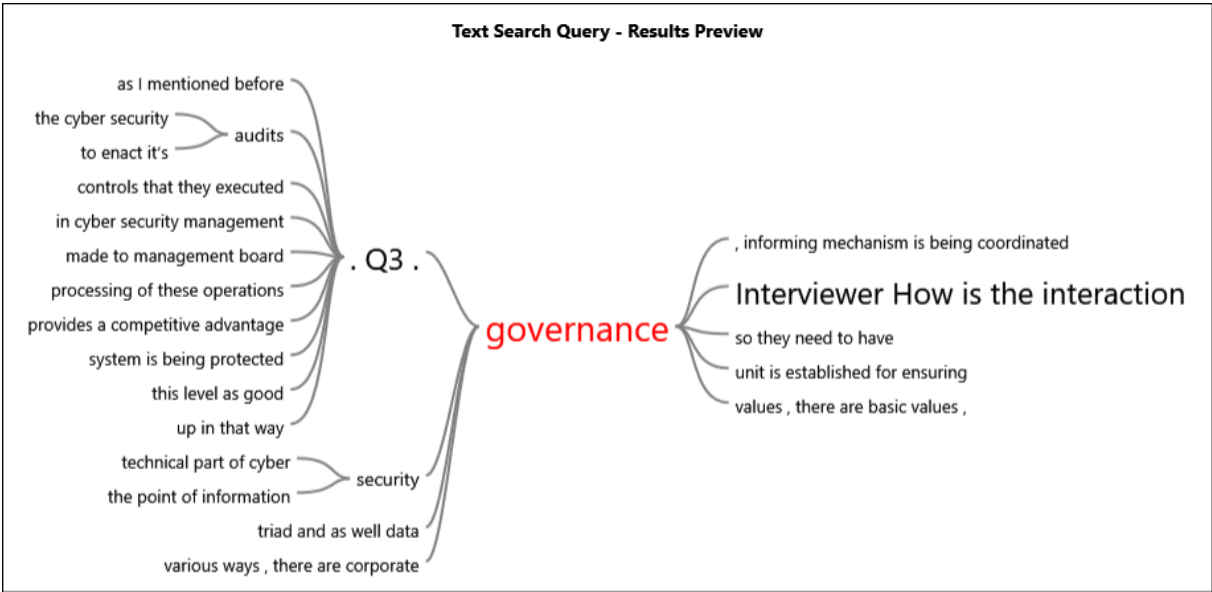 Text Search Query - Results Preview
as I mentioned before
the cyber security
audits
to enact it's
controls that they executed
in cyber security management
made to management board
. Q3 .
processing of these operations
provides a competitive advantage
system is being protected
this level as good
up in that way
technical part of cyber
security
the point of information
triad and as well data
various ways , there are corporate
governance
, informing mechanism is being coordinated
Interviewer How is the interaction
so they need to have
unit is established for ensuring
values , there are basic values ,